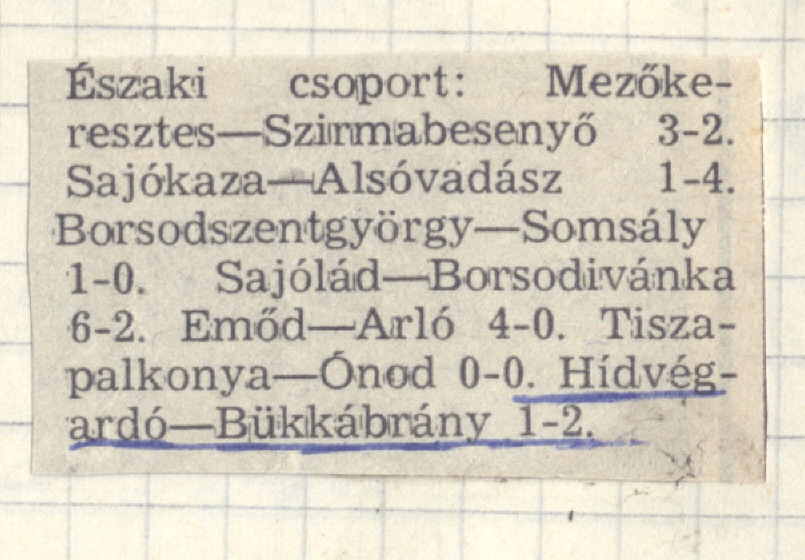 Északi csoport: Mezőke-
resztes—Szirmabesenyő 3-2.
Sajókaza—Alsóvadász 1-4.
Borsodszentgyörgy—Somsály
1-0. Sajólád—Borsodivánka
6-2. Emőd—Arló 4-0. Tisza-
palkonya—Ónod 0-0. Hídvég-
ardó—Bükkábrány 1-2.